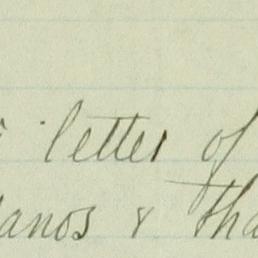 letter of
anos & tha